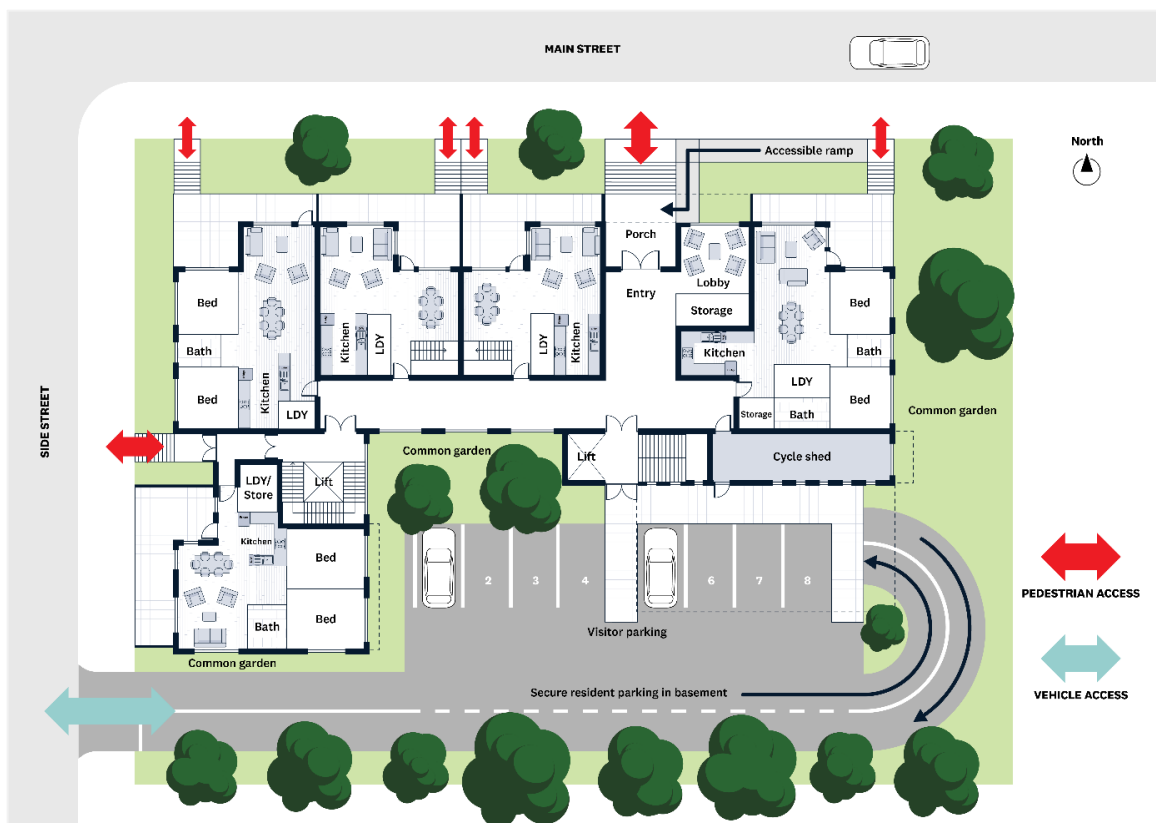 MAIN STREET
North
Accessible ramp
Porch
Lobby
Entry
Storage
Bed
Bed
Kitchen
LDY
LDY
Kitchen
Kitchen
Bath
Bath
LDY
Bed
Kitchen
Bed
LDY
Storage
Bath
Common garden
SIDE STREET
Common garden
Lift
Cycle shed
LDY/
Store
Lift
Kitchen
Bed
Bed
Bath
2
3
4
6
7
8
PEDESTRIAN ACCESS
Visitor parking
Common garden
Secure resident parking in basement
VEHICLE ACCESS